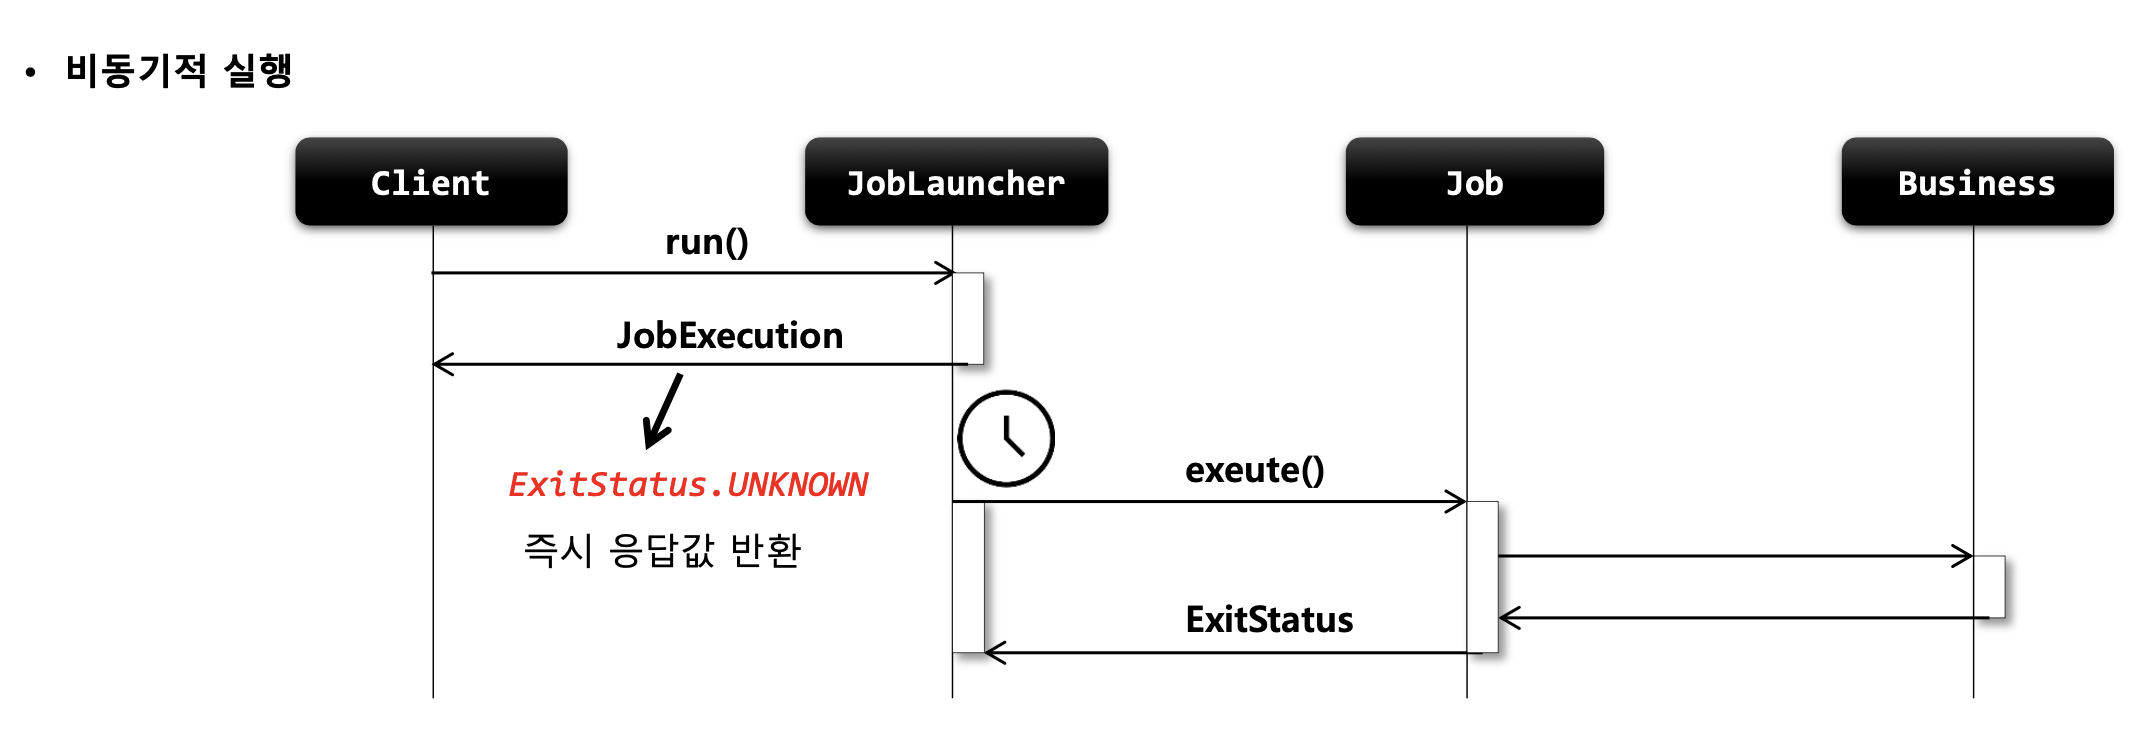 • 비동기적 실행
Client
JobLauncher
Job
Business
run()
JobExecution
ExitStatus.UNKNOWN
즉시 응답값 반환
exeute()
ExitStatus